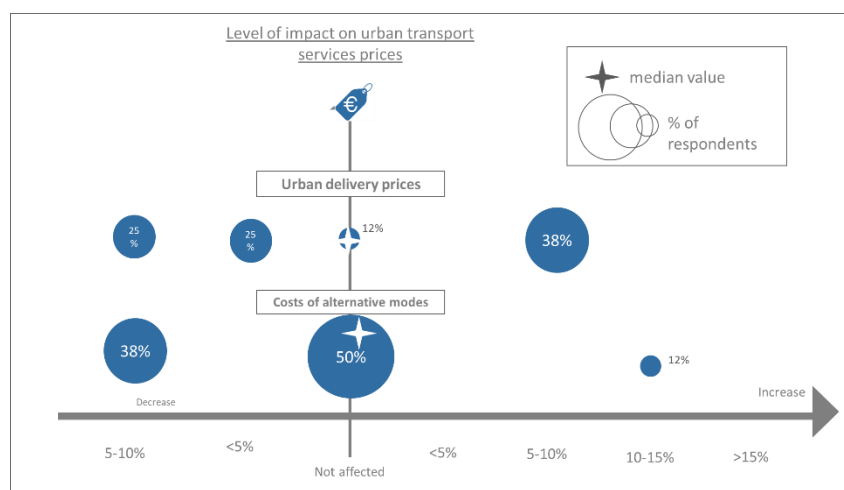 Level of impact on urban transport
services prices
€
median value
% of
respondents
Urban delivery prices
25
%
25
%
12%
38%
Costs of alternative modes
38%
50%
12%
Decrease
Increase
5-10%
<5%
Not affected
<5%
5-10%
10-15%
>15%